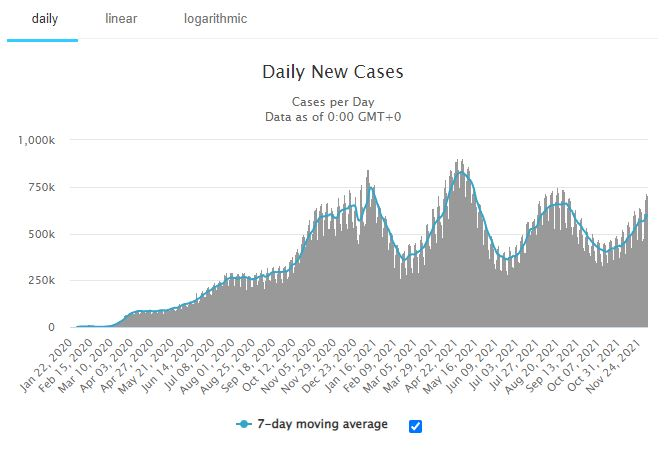 daily linear logarithmic
Daily New Cases
Cases per Day
Data as of 0:00 GMT+0
1,000k
750k
500k
250k
0
Jan 22, 2020
Feb 15, 2020
Mar 10, 2020
Apr 03, 2020
Apr 27, 2020
May 21, 2020
Jun 14, 2020
Jul 08, 2020
Aug 01, 2020
Aug 25, 2020
Sep 18, 2020
Oct 12, 2020
Nov 05, 2020
Nov 29, 2020
Dec 23, 2020
Jan 16, 2021
Feb 09, 2021
Mar 05, 2021
Mar 29, 2021
Apr 22, 2021
May 16, 2021
Jun 09, 2021
Jul 03, 2021
Jul 27, 2021
Aug 20, 2021
Sep 13, 2021
Oct 07, 2021
Oct 31, 2021
Nov 24, 2021
7-day moving average